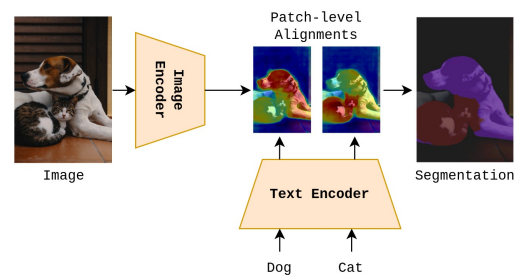 Patch-level
Alignments
Image
Encoder
Image
Segmentation
Text Encoder
Dog
Cat